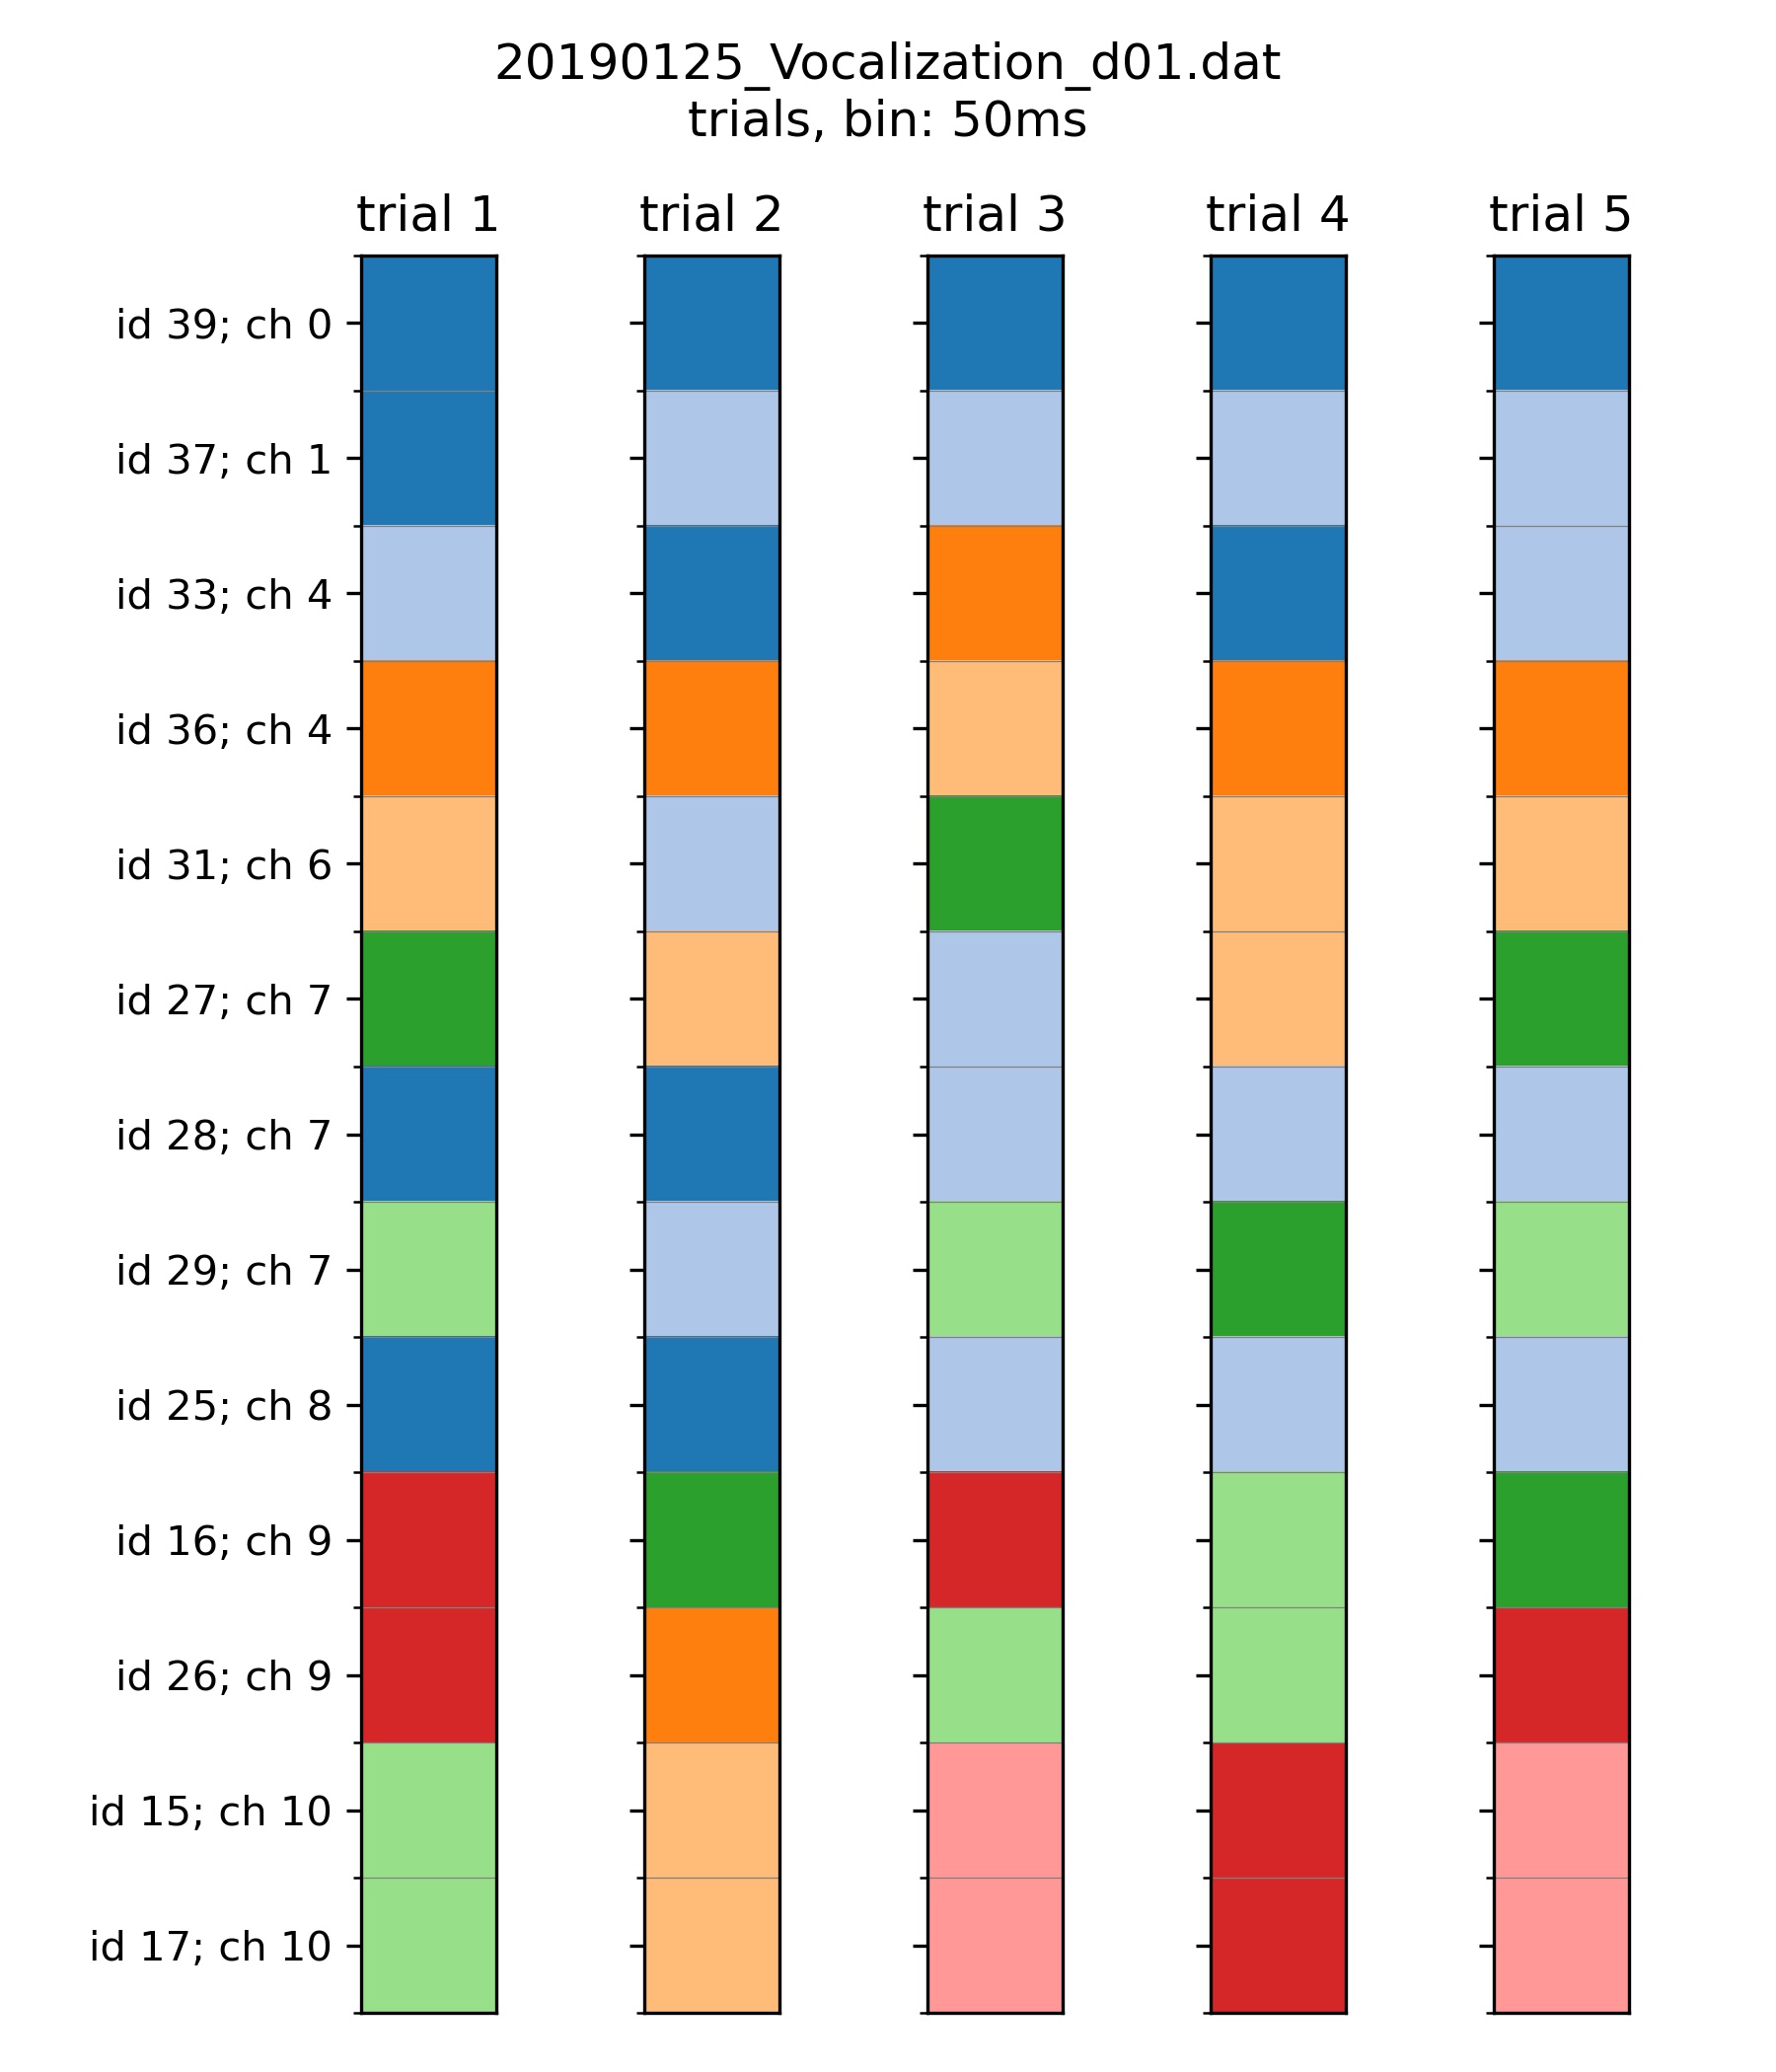 20190125_Vocalization_d01.dat
trials, bin: 50ms
trial 1 trial 2 trial 3 trial 4 trial 5
id 39; ch 0
id 37; ch 1
id 33; ch 4
id 36; ch 4
id 31; ch 6
id 27; ch 7
id 28; ch 7
id 29; ch 7
id 25; ch 8
id 16; ch 9
id 26; ch 9
id 15; ch 10
id 17; ch 10